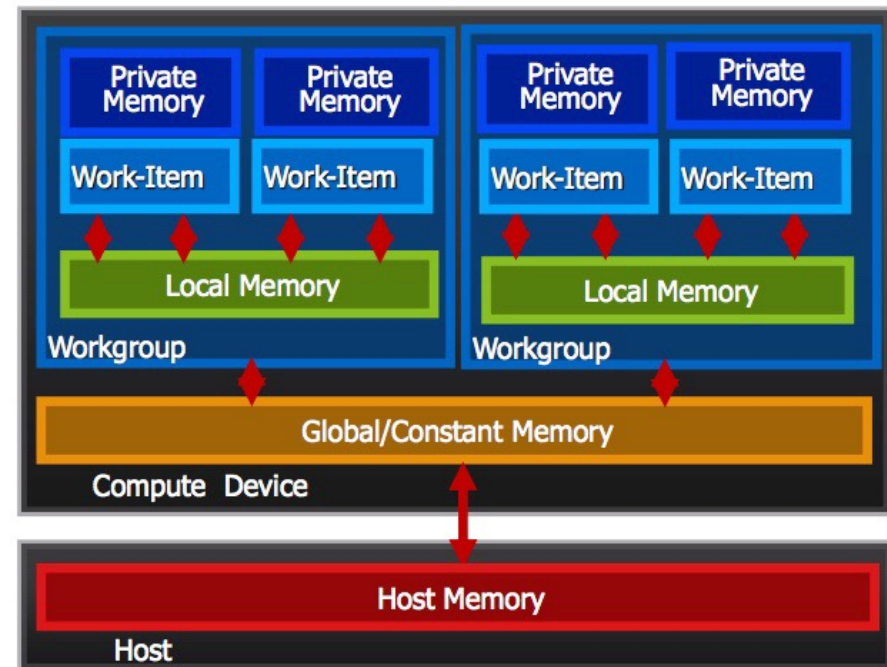 Private
Memory
Private
Memory
Private
Memory
Private
Memory
Work-Item
Work-Item
Work-Item
Work-Item
Local Memory
Local Memory
Workgroup
Workgroup
Global/Constant Memory
Compute Device
Host Memory
Host